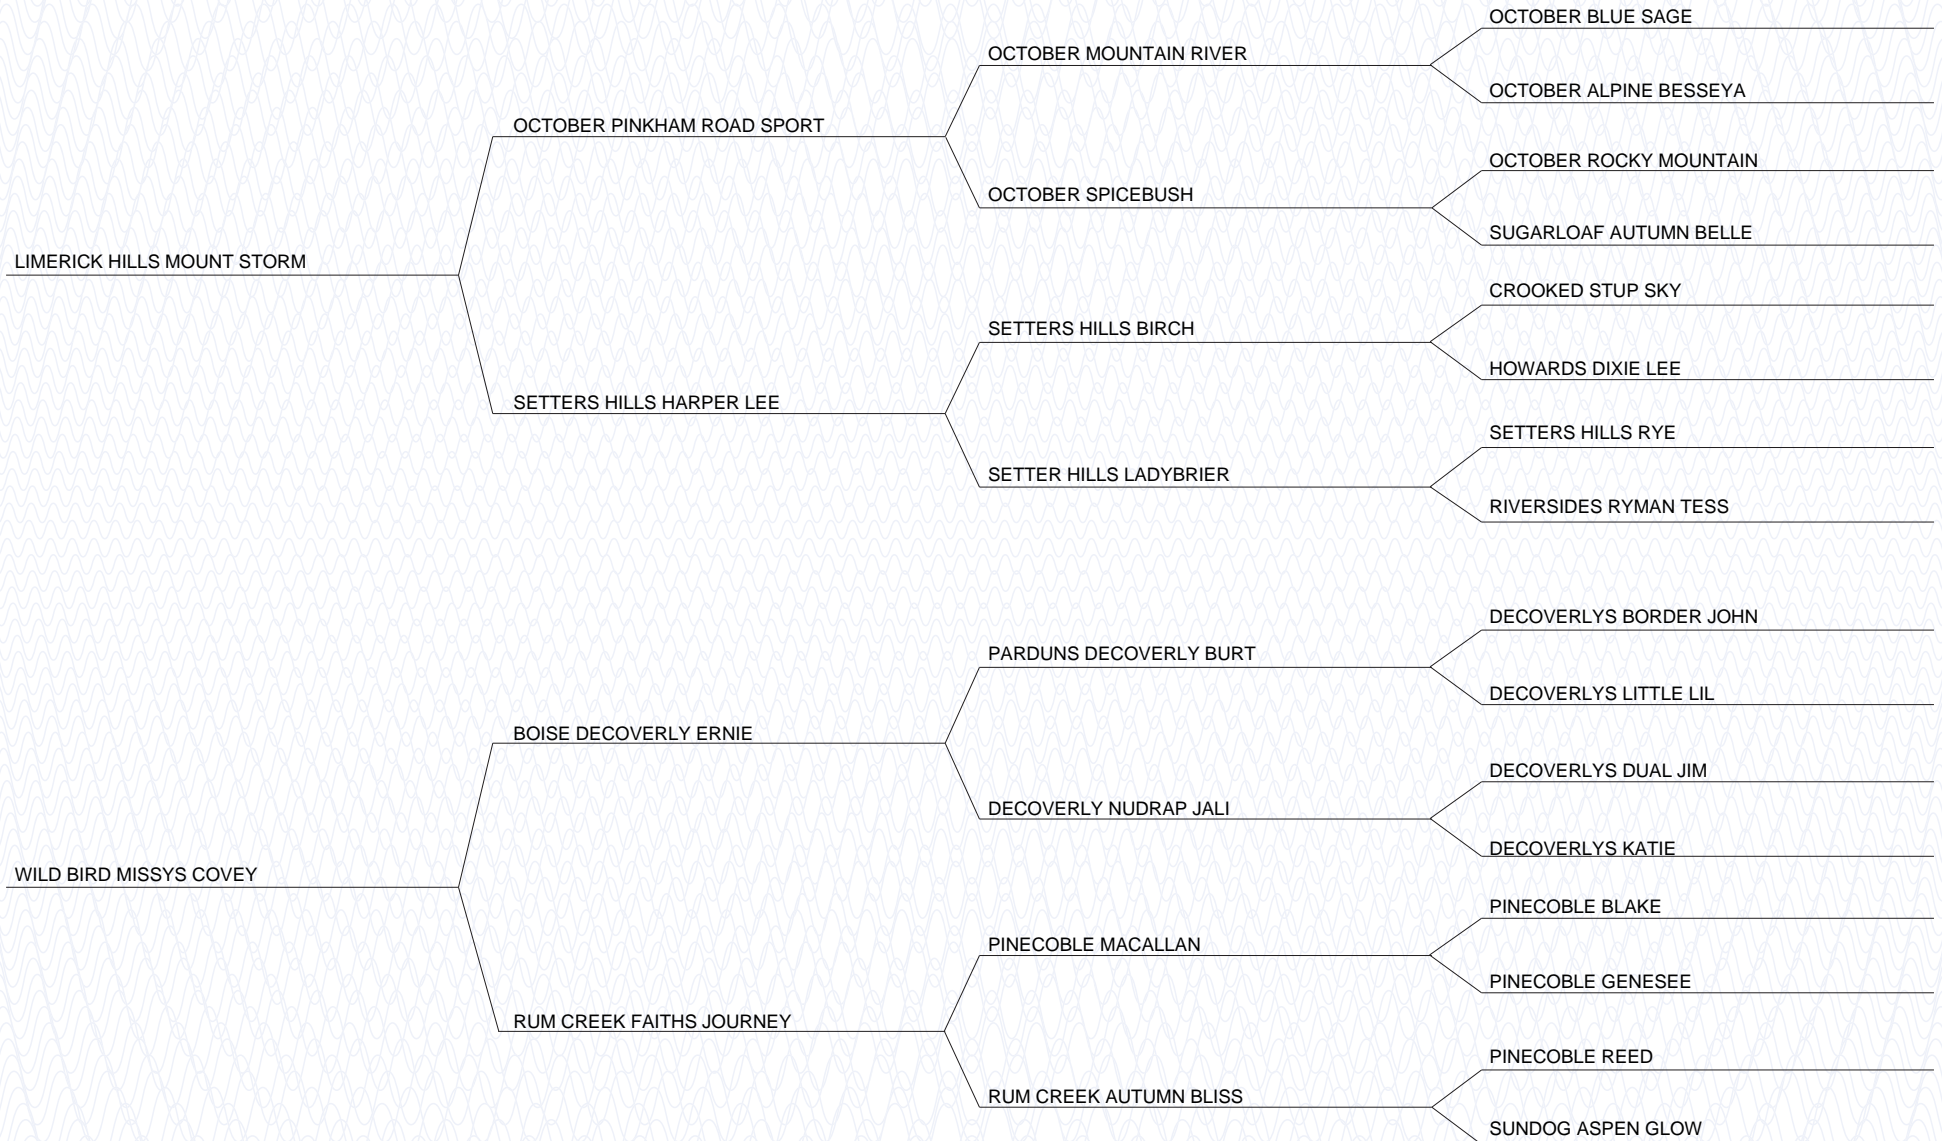 OCTOBER BLUE SAGE
OCTOBER MOUNTAIN RIVER
OCTOBER ALPINE BESSEYA
OCTOBER PINKHAM ROAD SPORT
OCTOBER ROCKY MOUNTAIN
OCTOBER SPICEBUSH
SUGARLOAF AUTUMN BELLE
LIMERICK HILLS MOUNT STORM
CROOKED STUP SKY
SETTERS HILLS BIRCH
HOWARDS DIXIE LEE
SETTERS HILLS HARPER LEE
SETTERS HILLS RYE
SETTER HILLS LADYBRIER
RIVERSIDES RYMAN TESS
DECOVERLYS BORDER JOHN
PARDUNS DECOVERLY BURT
DECOVERLYS LITTLE LIL
BOISE DECOVERLY ERNIE
DECOVERLYS DUAL JIM
DECOVERLY NUDRAP JALI
DECOVERLYS KATIE
WILD BIRD MISSYS COVEY
PINECOBLE BLAKE
PINECOBLE MACALLAN
PINECOBLE GENESEE
RUM CREEK FAITHS JOURNEY
PINECOBLE REED
RUM CREEK AUTUMN BLISS
SUNDOG ASPEN GLOW